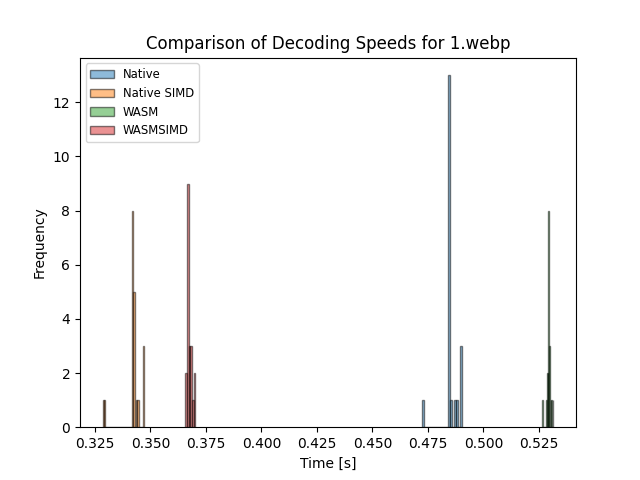 Comparison of Decoding Speeds for 1.webp
Native
Native SIMD
WASM
WASMSIMD
12
10
8
6
4
2
0
Frequency
0.325 0.350 0.375 0.400 0.425 0.450 0.475 0.500 0.525
Time [s]